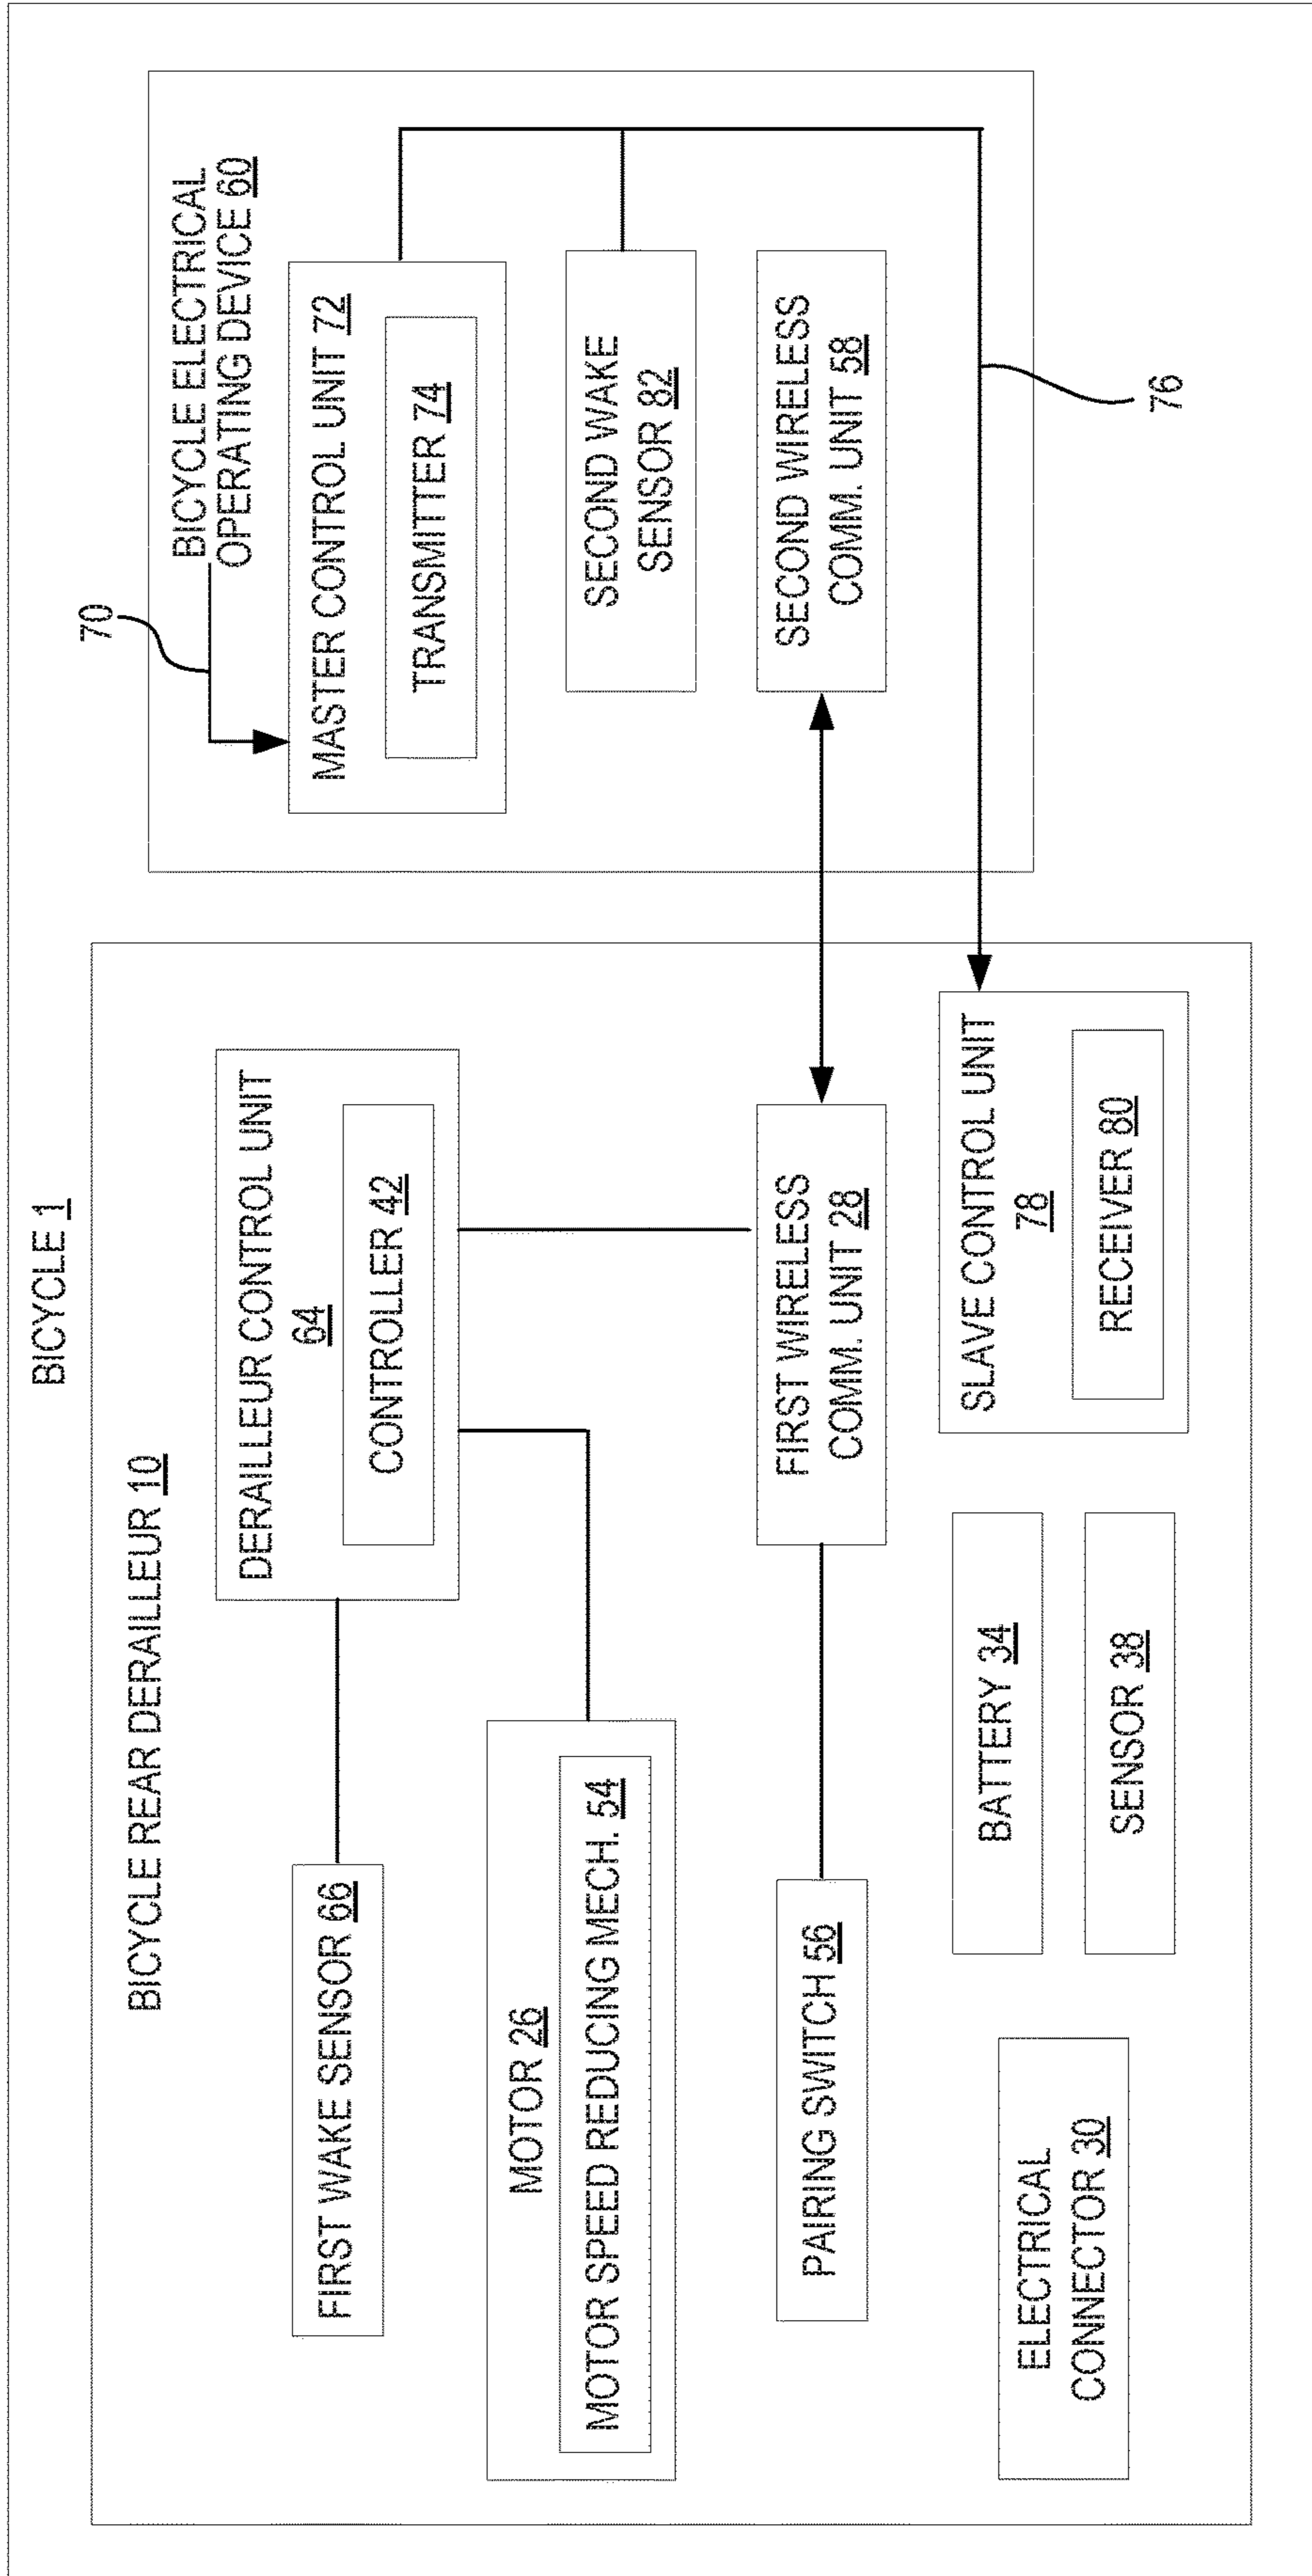 BICYCLE 1
BICYCLE REAR DERAILLEUR 10
FIRST WAKE SENSOR 66
DERAILLEUR CONTROL UNIT
64
CONTROLLER 42
MOTOR 26
MOTOR SPEED REDUCING MECH. 54
PAIRING SWITCH 56
FIRST WIRELESS
COMM. UNIT 28
ELECTRICAL
CONNECTOR 30
BATTERY 34
SENSOR 38
SLAVE CONTROL UNIT
78
RECEIVER 80
70
BICYCLE ELECTRICAL
OPERATING DEVICE 60
MASTER CONTROL UNIT 72
TRANSMITTER 74
SECOND WAKE
SENSOR 82
SECOND WIRELESS
COMM. UNIT 58
76